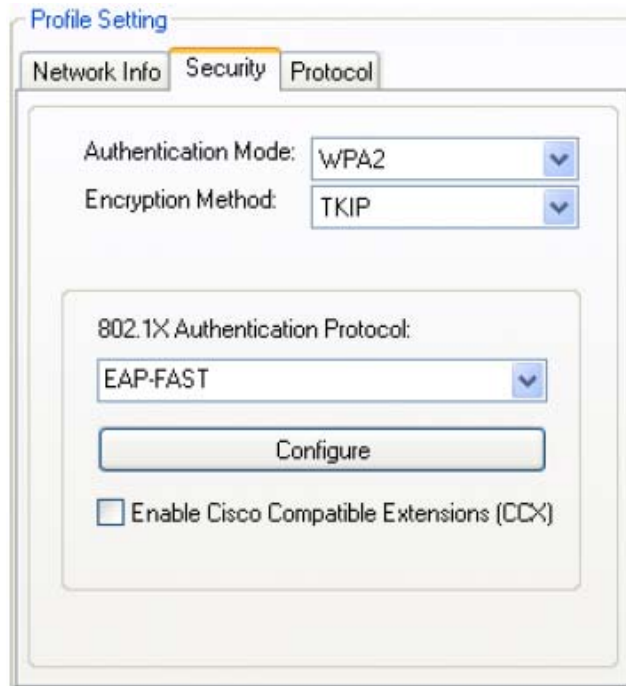 Profile Setting
Network Info Security Protocol
Authentication Mode: WPA2
Encryption Method: TKIP
802.1X Authentication Protocol:
EAP-FAST
Configure
Enable Cisco Compatible Extensions (CCX)